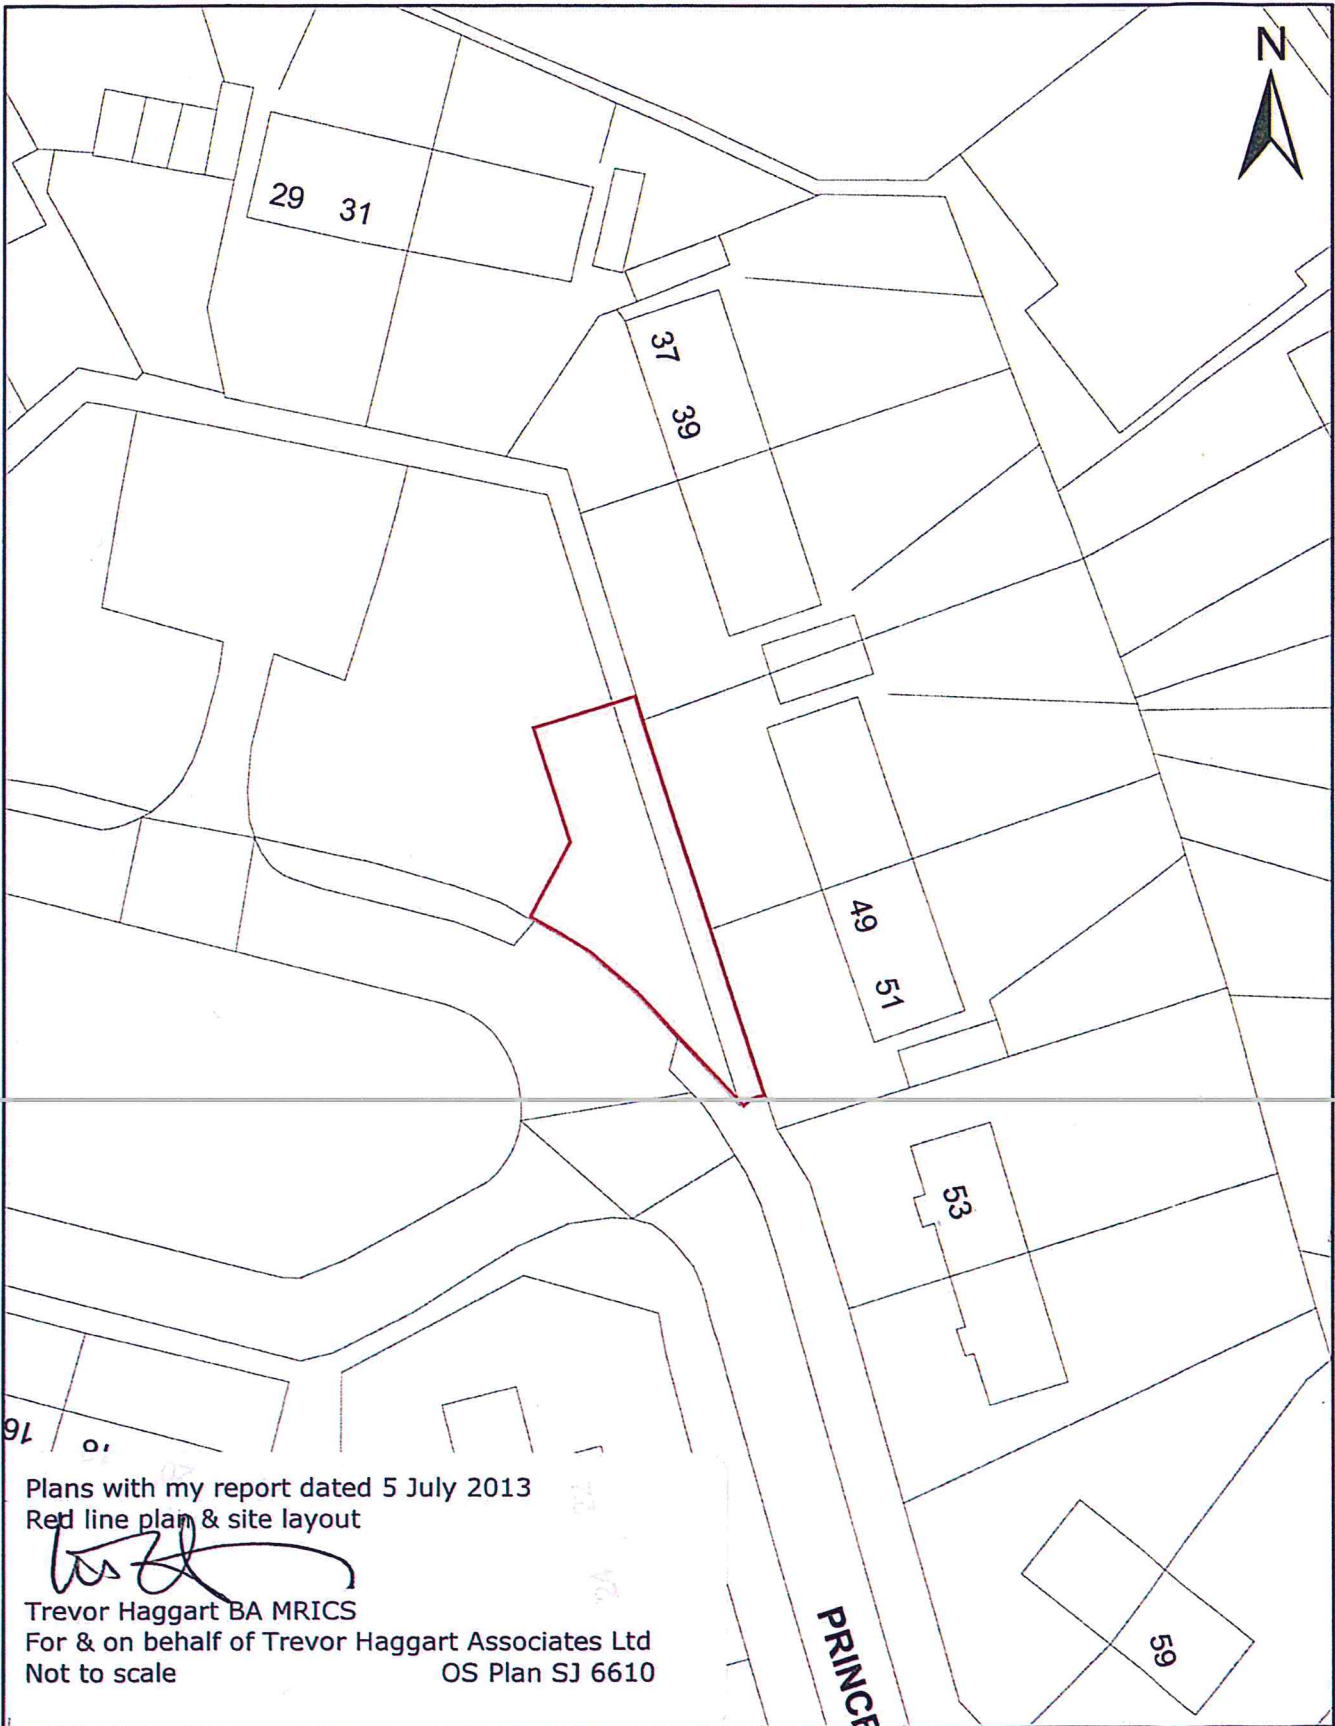 N
29 31
37
39
49
51
53
16
Plans with my report dated 5 July 2013
Red line plan & site layout
Trevor Haggart BA MRICS
For & on behalf of Trevor Haggart Associates Ltd
Not to scale OS Plan SJ 6610
PRINCE
59